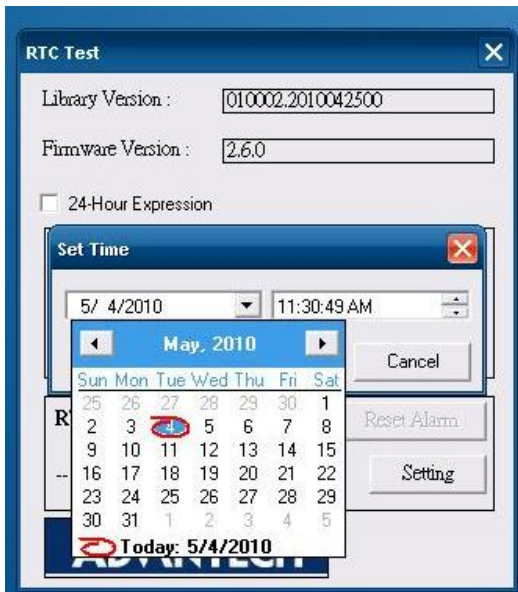 RTC Test
Library Version : 010002.2010042500
Firmware Version : 2.6.0
24-Hour Expression
Set Time
5/ 4/2010 11:30:49 AM
May, 2010
Cancel
Sun Mon Tue Wed Thu Fri Sat
25 26 27 28 29 30 1
2 3 4 5 6 7 8
Reset Alarm
9 10 11 12 13 14 15
16 17 18 19 20 21 22
-- Setting
23 24 25 26 27 28 29
30 31 1 2 3 4 5
Today: 5/4/2010